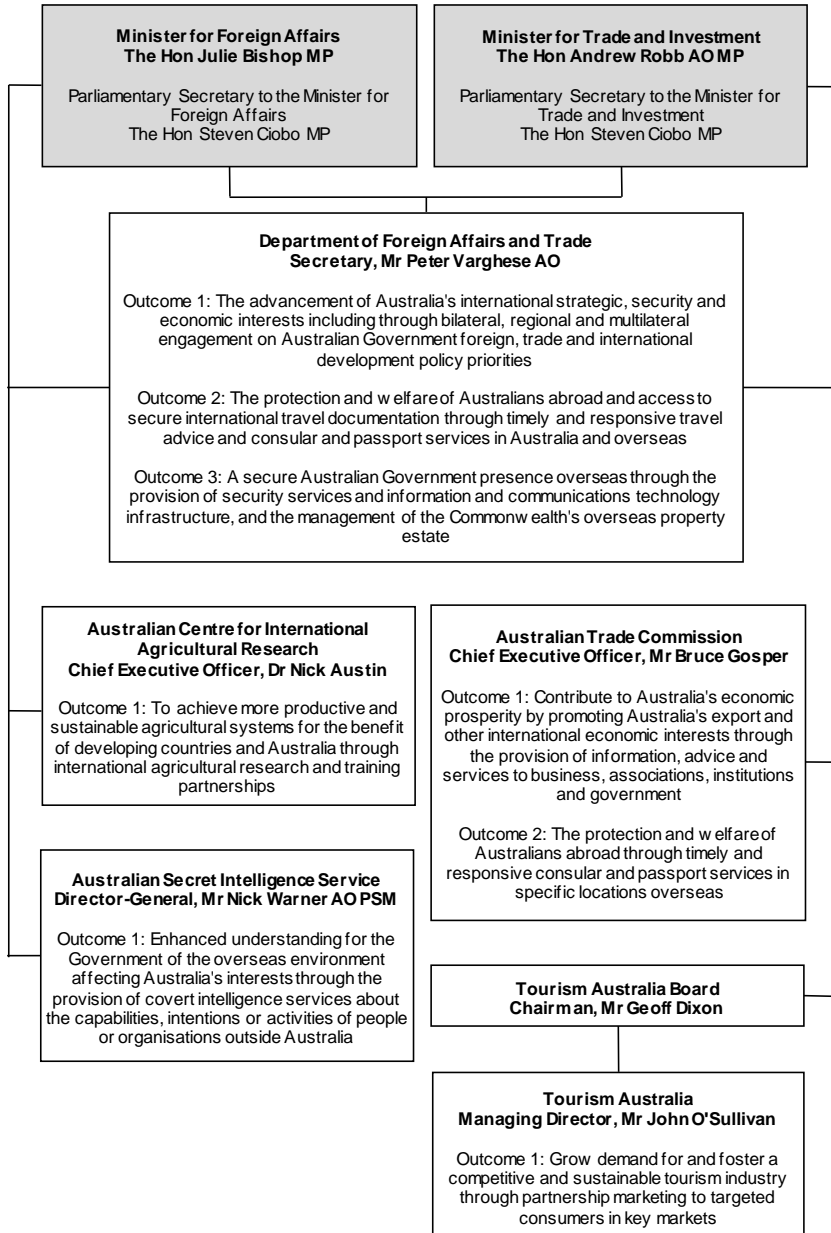 Minister for Foreign Affairs
The Hon Julie Bishop MP
Parliamentary Secretary to the Minister for
Foreign Affairs
The Hon Steven Ciobo MP
Minister for Trade and Investment
The Hon Andrew Robb AO MP
Parliamentary Secretary to the Minister for
Trade and Investment
The Hon Steven Ciobo MP
Department of Foreign Affairs and Trade
Secretary, Mr Peter Varghese AO
Outcome 1: The advancement of Australia's international strategic, security and
economic interests including through bilateral, regional and multilateral
engagement on Australian Government foreign, trade and international
development policy priorities
Outcome 2: The protection and welfare of Australians abroad and access to
secure international travel documentation through timely and responsive travel
advice and consular and passport services in Australia and overseas
Outcome 3: A secure Australian Government presence overseas through the
provision of security services and information and communications technology
infrastructure, and the management of the Commonwealth's overseas property
estate
Australian Centre for International
Agricultural Research
Chief Executive Officer, Dr Nick Austin
Outcome 1: To achieve more productive and
sustainable agricultural systems for the benefit
of developing countries and Australia through
international agricultural research and training
partnerships
Australian Trade Commission
Chief Executive Officer, Mr Bruce Gosper
Outcome 1: Contribute to Australia's economic
prosperity by promoting Australia's export and
other international economic interests through
the provision of information, advice and
services to business, associations, institutions
and government
Outcome 2: The protection and welfare of
Australians abroad through timely and
responsive consular and passport services in
specific locations overseas
Australian Secret Intelligence Service
Director-General, Mr Nick Warner AO PSM
Outcome 1: Enhanced understanding for the
Government of the overseas environment
affecting Australia's interests through the
provision of covert intelligence services about
the capabilities, intentions or activities of people
or organisations outside Australia
Tourism Australia Board
Chairman, Mr Geoff Dixon
Tourism Australia
Managing Director, Mr John O'Sullivan
Outcome 1: Grow demand for and foster a
competitive and sustainable tourism industry
through partnership marketing to targeted
consumers in key markets